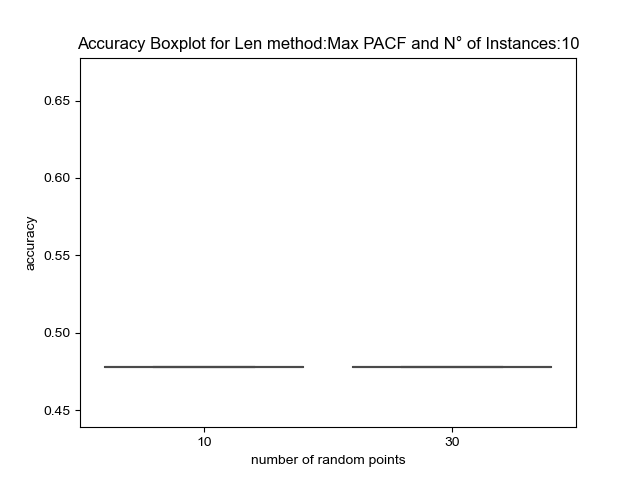 Accuracy Boxplot for Len method:Max PACF and N° of Instances:10
0.65
0.60
0.55
0.50
0.45
accuracy
10 30
number of random points